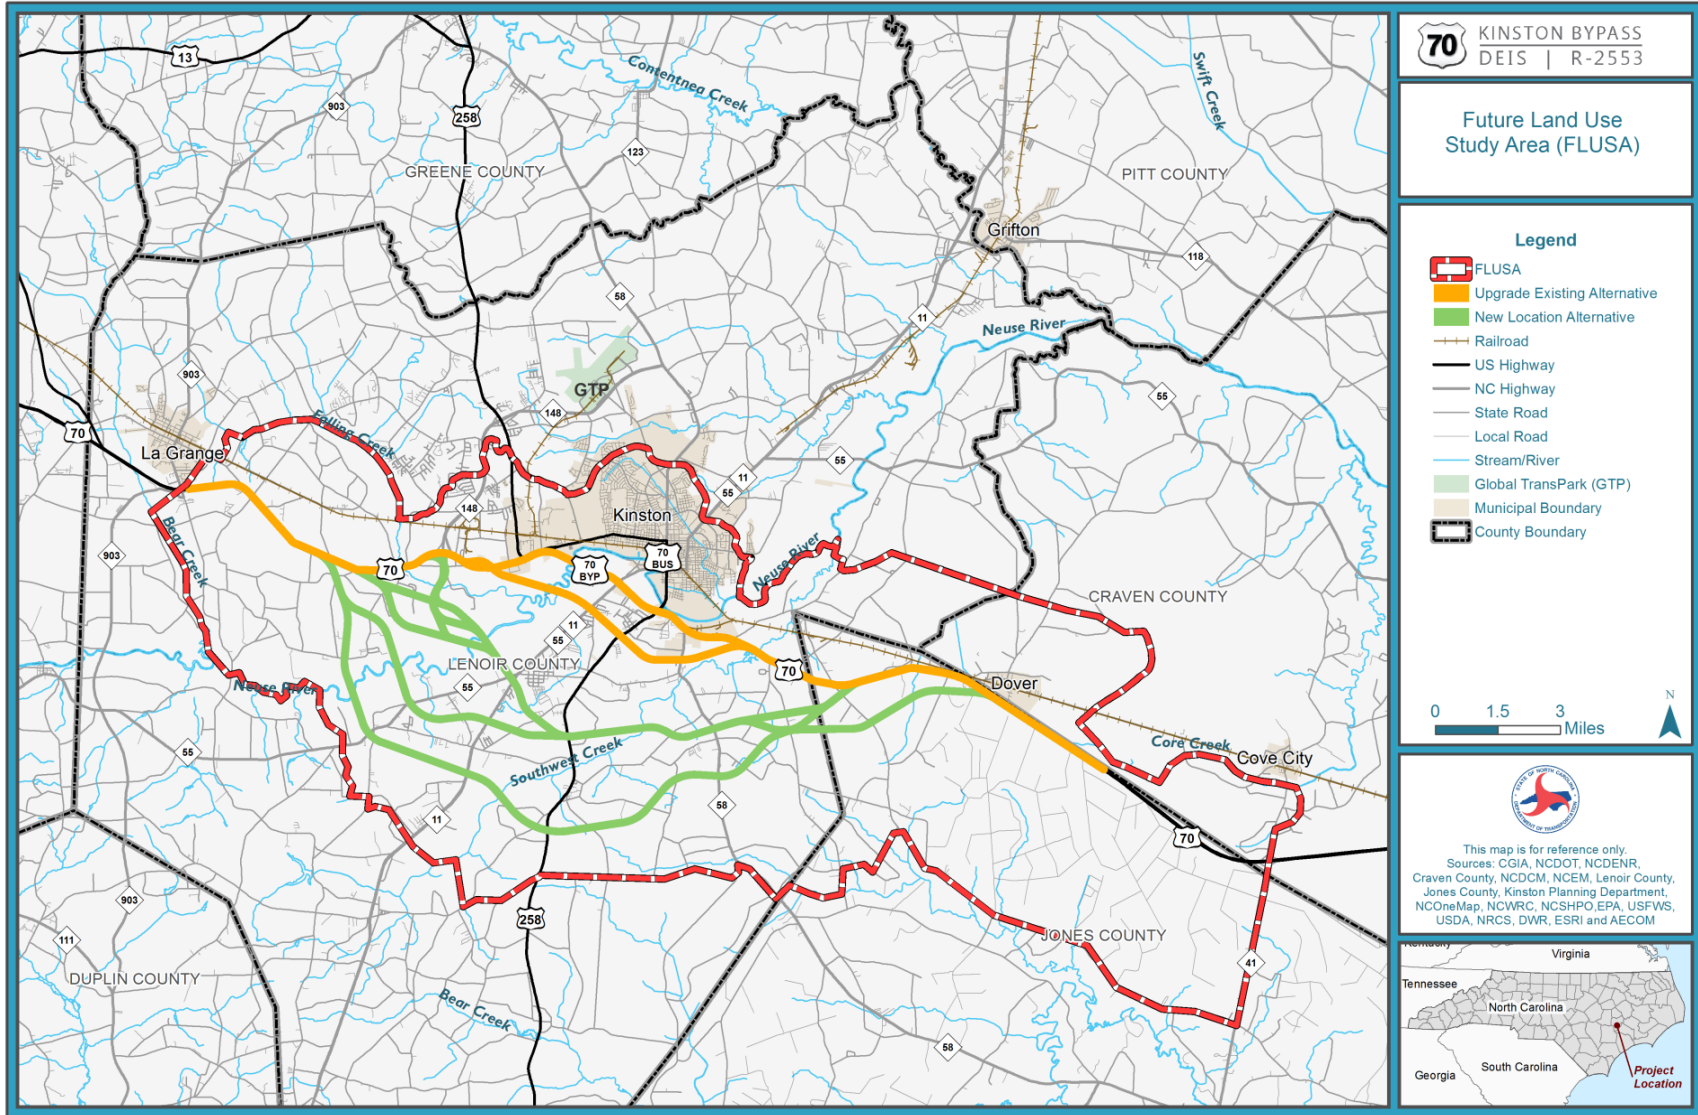 13
903
258
Contentnea Creek
Swift Creek
123
GREENE COUNTY
PITT COUNTY
Grifton
118
58
11
Neuse River
903
GTP
148
55
70
La Grange
Falling Creek
11
55
55
148
Kinston
Bear Creek
903
70
70
BYP
70
BUS
Neuse River
CRAVEN COUNTY
11
55
LENOIR COUNTY
55
70
Dover
Neuse River
55
Southwest Creek
Core Creek
Cove City
58
11
70
903
258
JONES COUNTY
111
41
DUPLIN COUNTY
Bear Creek
58
70
KINSTON BYPASS
DEIS | R-2553
Future Land Use
Study Area (FLUSA)
Legend
FLUSA
Upgrade Existing Alternative
New Location Alternative
Railroad
US Highway
NC Highway
State Road
Local Road
Stream/River
Global TransPark (GTP)
Municipal Boundary
County Boundary
N
0 1.5 3
Miles
STATE OF NORTH CAROLINA
DEPARTMENT OF TRANSPORTATION
This map is for reference only.
Sources: CGIA, NCDOT, NCDENR,
Craven County, NCDCM, NCEM, Lenoir County,
Jones County, Kinston Planning Department,
NCOneMap, NCWRC, NCSHPO,EPA, USFWS,
USDA, NRCS, DWR, ESRI and AECOM
Kentucky
Virginia
Tennessee
North Carolina
South Carolina
Georgia
Project
Location